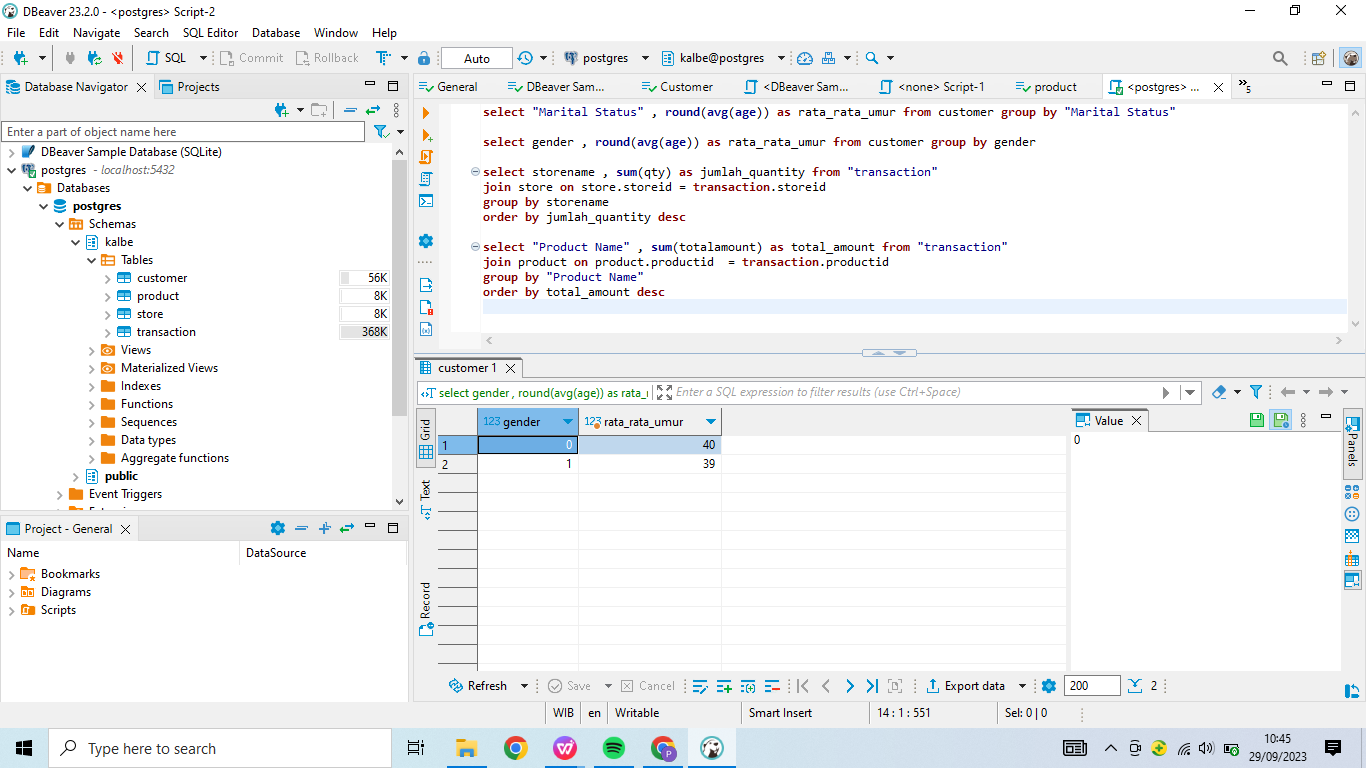 DBeaver 23.2.0 - <postgres> Script-2
File Edit Navigate Search SQL Editor Database Window Help
SQL Commit Rollback Auto postgres kalbe@postgres
Database Navigator Projects
General DBeaver Sam... Customer <DBeaver Sam... <none> Script-1 product <postgres> ... »5
Enter a part of object name here
DBeaver Sample Database (SQLite)
postgres - localhost:5432
Databases
postgres
Schemas
kalbe
Tables
customer 56K
product 8K
store 8K
transaction 368K
Views
Materialized Views
Indexes
Functions
Sequences
Data types
Aggregate functions
public
Event Triggers
select "Marital Status" , round(avg(age)) as rata_rata_umur from customer group by "Marital Status"
select gender , round(avg(age)) as rata_rata_umur from customer group by gender
select storename , sum(qty) as jumlah_quantity from "transaction"
join store on store.storeid = transaction.storeid
group by storename
order by jumlah_quantity desc
select "Product Name" , sum(totalamount) as total_amount from "transaction"
join product on product.productid  = transaction.productid
group by "Product Name"
order by total_amount desc
Project - General
Name DataSource
Bookmarks
Diagrams
Scripts
customer 1
select gender , round(avg(age)) as rata_ Enter a SQL expression to filter results (use Ctrl+Space)
Grid
Text
Record
123 gender 123 rata_rata_umur
1 0 40
2 1 39
Value
0
Panels
Refresh Save Cancel Export data 200 2
WIB en Writable Smart Insert 14 : 1 : 551 Sel: 0 | 0
Type here to search
10:45
29/09/2023